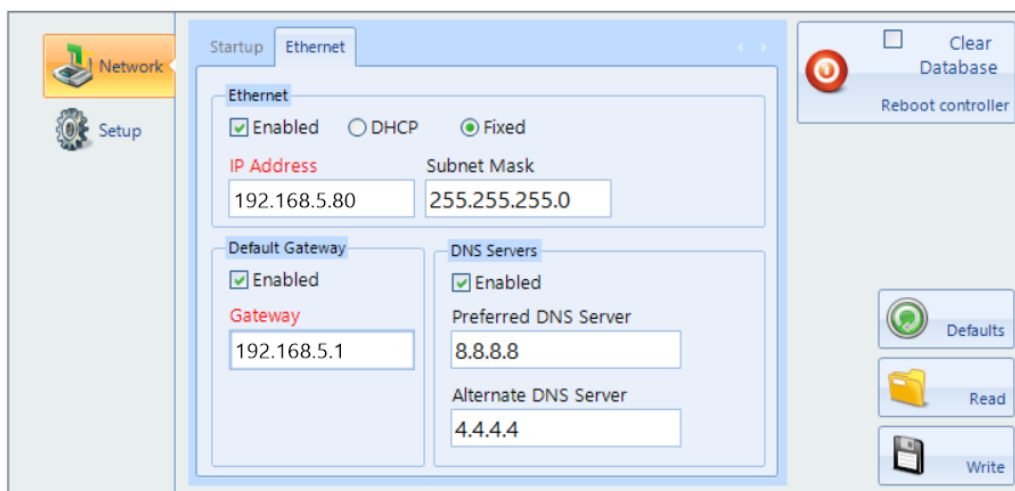 Network
Setup
Startup
Ethernet
Ethernet
Enabled
DHCP
Fixed
IP Address
Subnet Mask
192.168.5.80
255.255.255.0
Default Gateway
Enabled
Gateway
192.168.5.1
DNS Servers
Enabled
Preferred DNS Server
8.8.8.8
Alternate DNS Server
4.4.4.4
Clear
Database
Reboot controller
Defaults
Read
Write